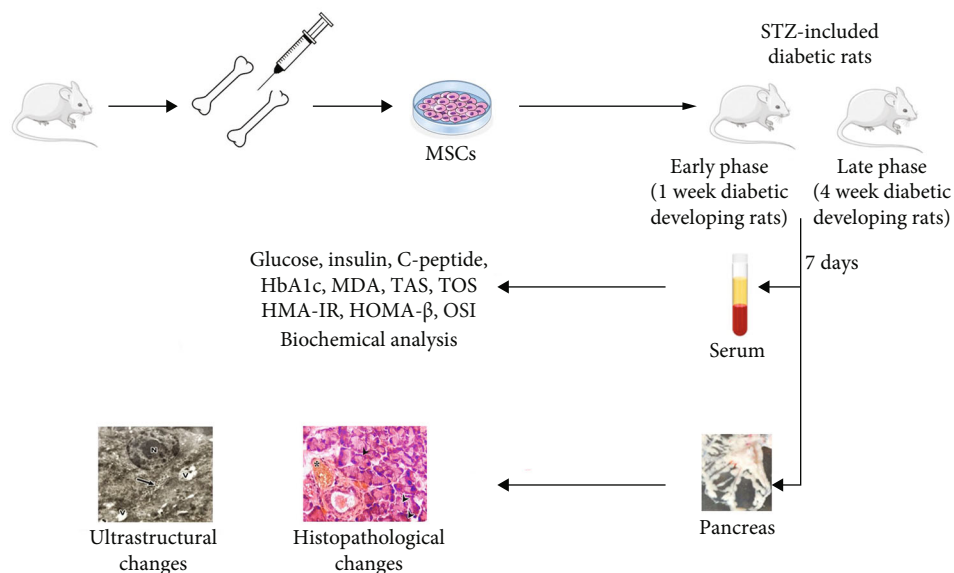 STZ-included
diabetic rats
MSCs
Early phase
(1 week diabetic
developing rats)
Late phase
(4 week diabetic
developing rats)
7 days
Glucose, insulin, C-peptide,
HbA1c, MDA, TAS, TOS
HMA-IR, HOMA-β, OSI
Biochemical analysis
Serum
N
V
V
*
Ultrastructural
changes
Histopathological
changes
Pancreas